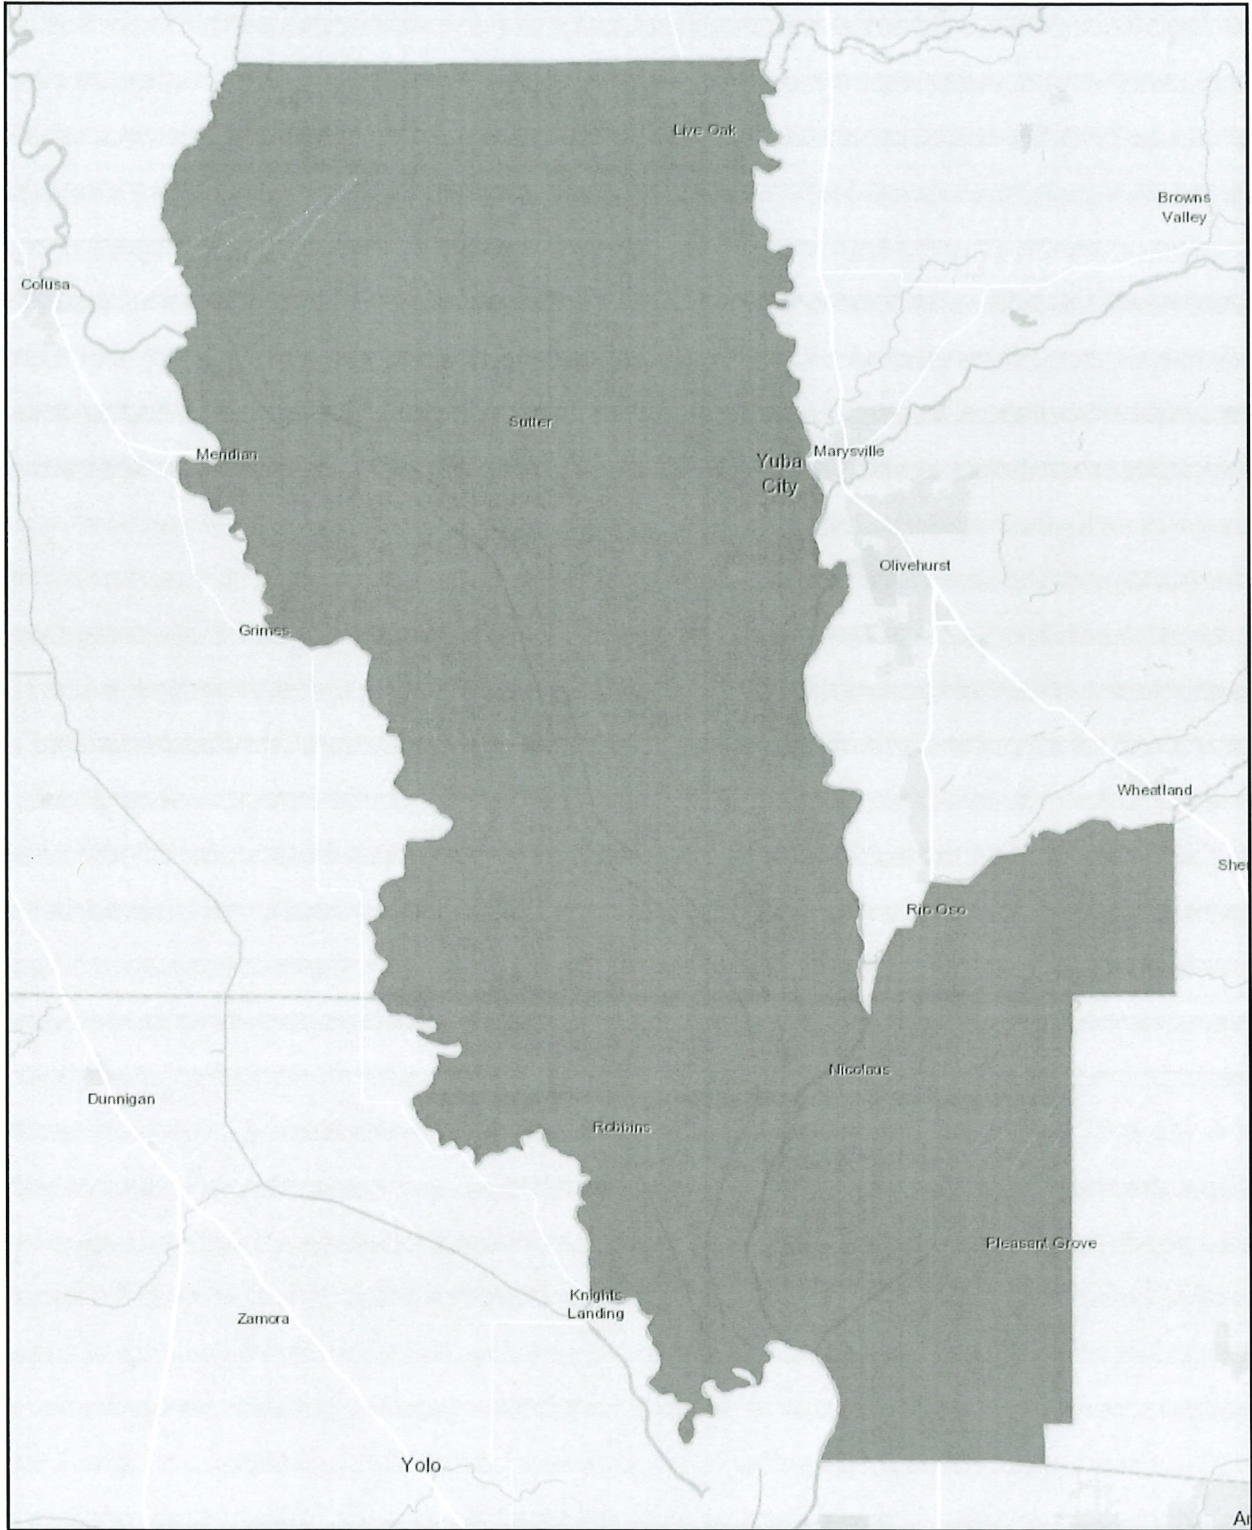 Live Oak
Browns
Valley
Colusa
Sutter
Meridian
Marysville
Yuba
City
Olivehurst
Grimes
Wheatland
Sher
Rio Oso
Nicolaus
Dunnigan
Robbins
Pleasant Grove
Knights
Landing
Zamora
Yolo